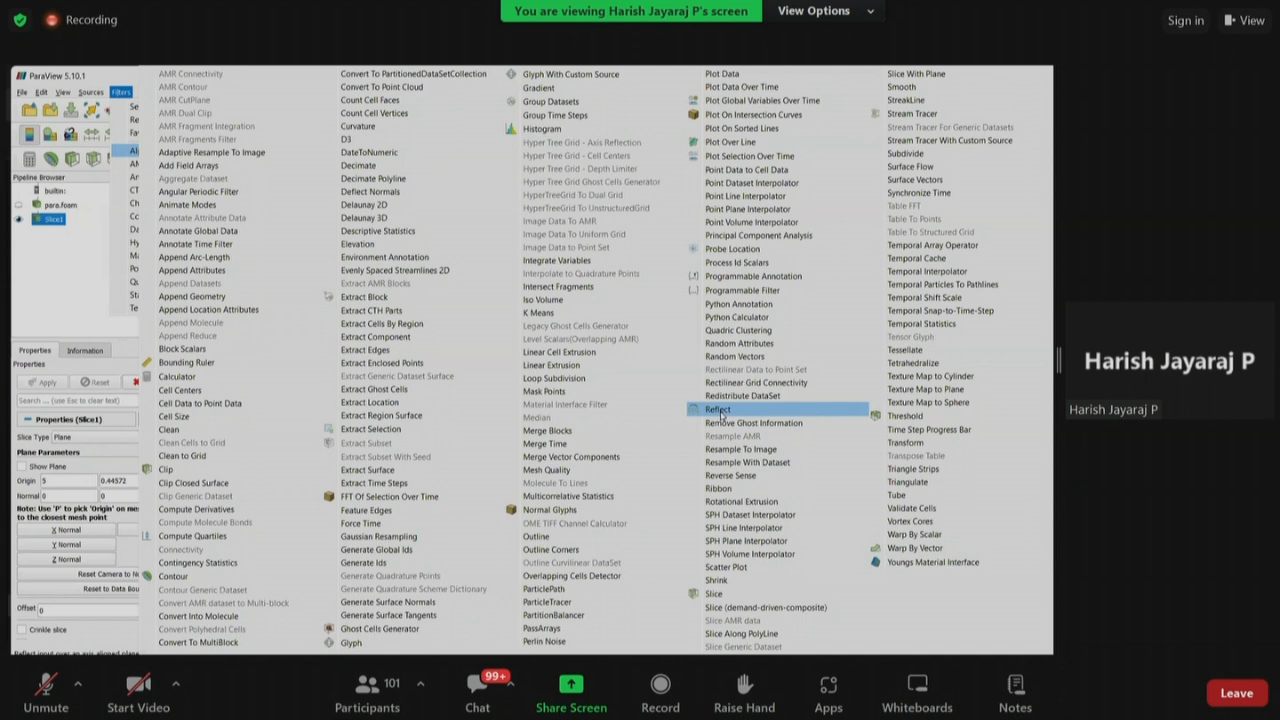 Recording
You are viewing Harish Jayaraj P's screen
View Options
Sign in
View
ParaView 5.10.1
File Edit View Sources Filters
Pipeline Browser
builtin:
para.foam
Slice1
Properties Information
Properties
Apply Reset
Search ... (use Esc to clear text)
Properties (Slice1)
Slice Type Plane
Plane Parameters
Show Plane
Origin 5 0.44572
Normal 0 0
Note: Use 'P' to pick 'Origin' on me
to the closest mesh point
X Normal
Y Normal
Z Normal
Reset Camera to N
Reset to Data Bou
Offset 0
Crinkle slice
Reflect input over an axis aligned plane
AMR Connectivity
AMR Contour
AMR CutPlane
AMR Dual Clip
AMR Fragment Integration
AMR Fragments Filter
Adaptive Resample To Image
Add Field Arrays
Aggregate Dataset
Angular Periodic Filter
Animate Modes
Annotate Attribute Data
Annotate Global Data
Annotate Time Filter
Append Arc-Length
Append Attributes
Append Datasets
Append Geometry
Append Location Attributes
Append Molecule
Append Reduce
Block Scalars
Bounding Ruler
Calculator
Cell Centers
Cell Data to Point Data
Cell Size
Clean
Clean Cells to Grid
Clean to Grid
Clip
Clip Closed Surface
Clip Generic Dataset
Compute Derivatives
Compute Molecule Bonds
Compute Quartiles
Connectivity
Contingency Statistics
Contour
Contour Generic Dataset
Convert AMR dataset to Multi-block
Convert Into Molecule
Convert Polyhedral Cells
Convert To MultiBlock
Convert To PartitionedDataSetCollection
Convert To Point Cloud
Count Cell Faces
Count Cell Vertices
Curvature
D3
DateToNumeric
Decimate
Decimate Polyline
Deflect Normals
Delaunay 2D
Delaunay 3D
Descriptive Statistics
Elevation
Environment Annotation
Evenly Spaced Streamlines 2D
Extract AMR Blocks
Extract Block
Extract CTH Parts
Extract Cells By Region
Extract Component
Extract Edges
Extract Enclosed Points
Extract Generic Dataset Surface
Extract Ghost Cells
Extract Location
Extract Region Surface
Extract Selection
Extract Subset
Extract Subset With Seed
Extract Surface
Extract Time Steps
FFT Of Selection Over Time
Feature Edges
Force Time
Gaussian Resampling
Generate Global Ids
Generate Ids
Generate Quadrature Points
Generate Quadrature Scheme Dictionary
Generate Surface Normals
Generate Surface Tangents
Ghost Cells Generator
Glyph
Glyph With Custom Source
Gradient
Group Datasets
Group Time Steps
Histogram
Hyper Tree Grid - Axis Reflection
Hyper Tree Grid - Cell Centers
Hyper Tree Grid - Depth Limiter
Hyper Tree Grid Ghost Cells Generator
HyperTreeGrid To Dual Grid
HyperTreeGrid To UnstructuredGrid
Image Data To AMR
Image Data To Uniform Grid
Image Data to Point Set
Integrate Variables
Interpolate to Quadrature Points
Intersect Fragments
Iso Volume
K Means
Legacy Ghost Cells Generator
Level Scalars(Overlapping AMR)
Linear Cell Extrusion
Linear Extrusion
Loop Subdivision
Mask Points
Material Interface Filter
Median
Merge Blocks
Merge Time
Merge Vector Components
Mesh Quality
Molecule To Lines
Multicorrelative Statistics
Normal Glyphs
OME TIFF Channel Calculator
Outline
Outline Corners
Outline Curvilinear DataSet
Overlapping Cells Detector
ParticlePath
ParticleTracer
PartitionBalancer
PassArrays
Perlin Noise
Plot Data
Plot Data Over Time
Plot Global Variables Over Time
Plot On Intersection Curves
Plot On Sorted Lines
Plot Over Line
Plot Selection Over Time
Point Data to Cell Data
Point Dataset Interpolator
Point Line Interpolator
Point Plane Interpolator
Point Volume Interpolator
Principal Component Analysis
Probe Location
Process Id Scalars
Programmable Annotation
Programmable Filter
Python Annotation
Python Calculator
Quadric Clustering
Random Attributes
Random Vectors
Rectilinear Data to Point Set
Rectilinear Grid Connectivity
Redistribute DataSet
Reflect
Remove Ghost Information
Resample AMR
Resample To Image
Resample With Dataset
Reverse Sense
Ribbon
Rotational Extrusion
SPH Dataset Interpolator
SPH Line Interpolator
SPH Plane Interpolator
SPH Volume Interpolator
Scatter Plot
Shrink
Slice
Slice (demand-driven-composite)
Slice AMR data
Slice Along PolyLine
Slice Generic Dataset
Slice With Plane
Smooth
StreakLine
Stream Tracer
Stream Tracer For Generic Datasets
Stream Tracer With Custom Source
Subdivide
Surface Flow
Surface Vectors
Synchronize Time
Table FFT
Table To Points
Table To Structured Grid
Temporal Array Operator
Temporal Cache
Temporal Interpolator
Temporal Particles To Pathlines
Temporal Shift Scale
Temporal Snap-to-Time-Step
Temporal Statistics
Tensor Glyph
Tessellate
Tetrahedralize
Texture Map to Cylinder
Texture Map to Plane
Texture Map to Sphere
Threshold
Time Step Progress Bar
Transform
Transpose Table
Triangle Strips
Triangulate
Tube
Validate Cells
Vortex Cores
Warp By Scalar
Warp By Vector
Youngs Material Interface
Harish Jayaraj P
Harish Jayaraj P
Unmute
Start Video
101
Participants
99+
Chat
Share Screen
Record
Raise Hand
Apps
Whiteboards
Notes
Leave